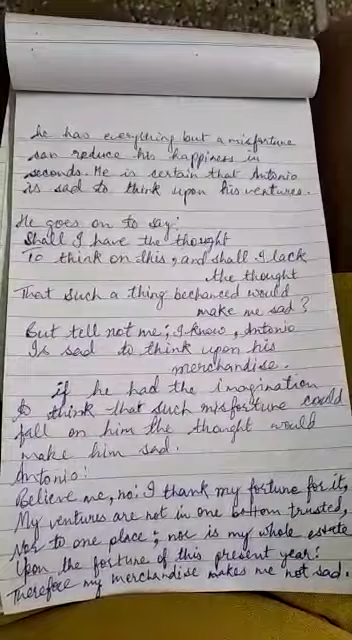 he has everything but a misfortune
can reduce his happiness in
seconds. He is certain that Antonio
is sad to think upon his ventures.
He goes on to say:
Shall I have the thought
To think on this, and shall I lack
the thought
That such a thing bechanced would
make me sad?
But tell not me; I know, Antonio
Is sad to think upon his
merchandise.
if he had the imagination
to think that such misfortune could
fall on him the thought would
make him sad.
Antonio:
Believe me, no: I thank my fortune for it,
My ventures are not in one bottom trusted,
Nor to one place; nor is my whole estate
Upon the fortune of this present year:
Therefore my merchandise makes me not sad.